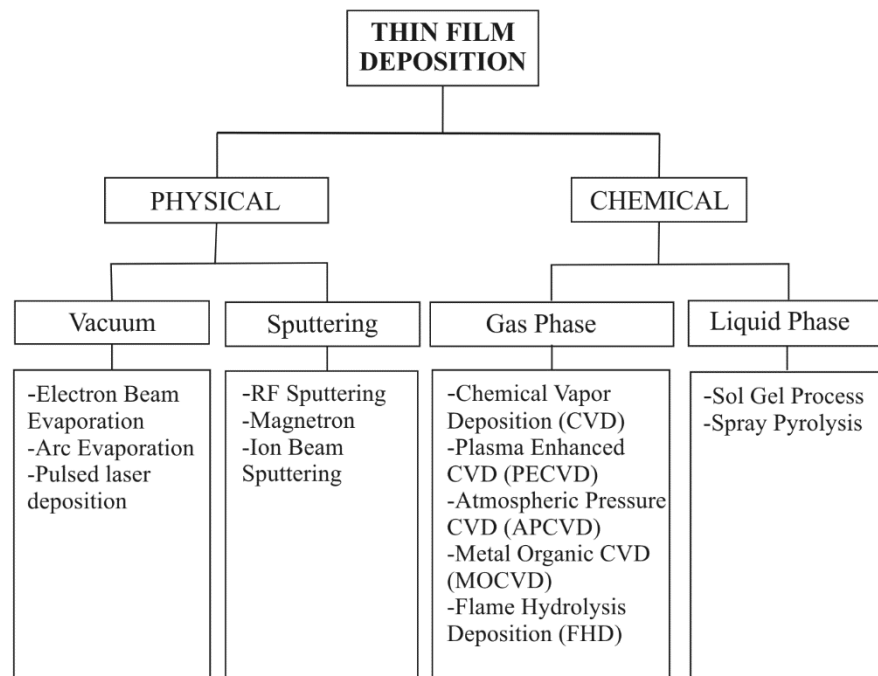 THIN FILM
DEPOSITION
PHYSICAL
CHEMICAL
Vacuum
Sputtering
Gas Phase
Liquid Phase
-Electron Beam
Evaporation
-Arc Evaporation
-Pulsed laser
deposition
-RF Sputtering
-Magnetron
-Ion Beam
Sputtering
-Chemical Vapor
Deposition (CVD)
-Plasma Enhanced
CVD (PECVD)
-Atmospheric Pressure
CVD (APCVD)
-Metal Organic CVD
(MOCVD)
-Flame Hydrolysis
Deposition (FHD)
-Sol Gel Process
-Spray Pyrolysis